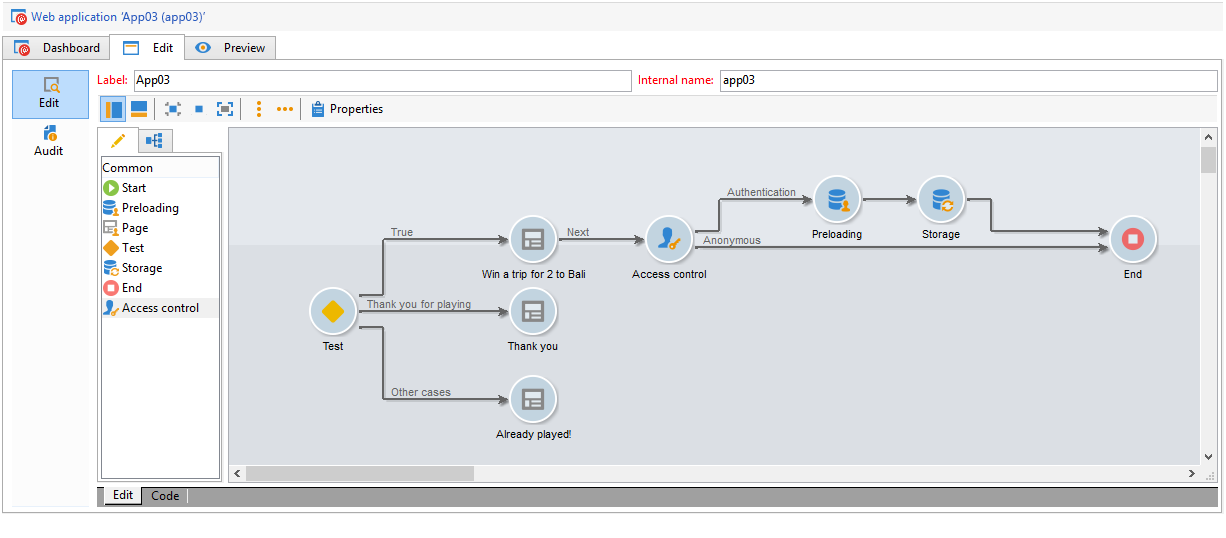 Web application ‘App03 (app03)’
Dashboard Edit Preview
Label: App03 Internal name: app03
Edit
Properties
Audit
Common
Start
Preloading
Page
Test
Storage
End
Access control
Authentication
Preloading
Storage
True
Next
Anonymous
Win a trip for 2 to Bali
Access control
End
Thank you for playing
Test
Thank you
Other cases
Already played!
Edit Code